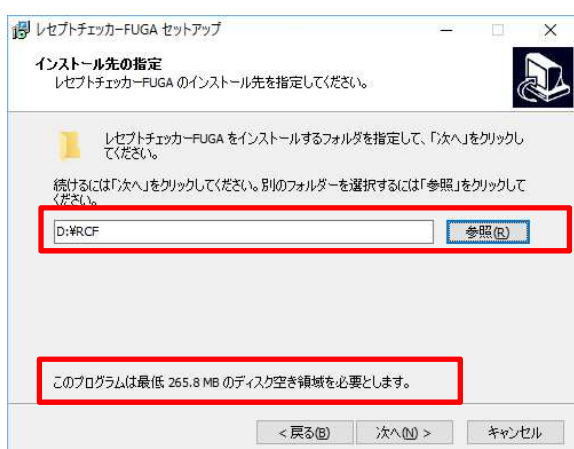 レセプトチェッカーFUGA セットアップ
インストール先の指定
レセプトチェッカーFUGA のインストール先を指定してください。
レセプトチェッカーFUGA をインストールするフォルダを指定して、「次へ」をクリックし
てください。
続けるには「次へ」をクリックしてください。別のフォルダーを選択するには「参照」をクリックして
ください。
D:¥RCF
参照(R)
このプログラムは最低 265.8 MB のディスク空き領域を必要とします。
< 戻る(B)
次へ(N) >
キャンセル